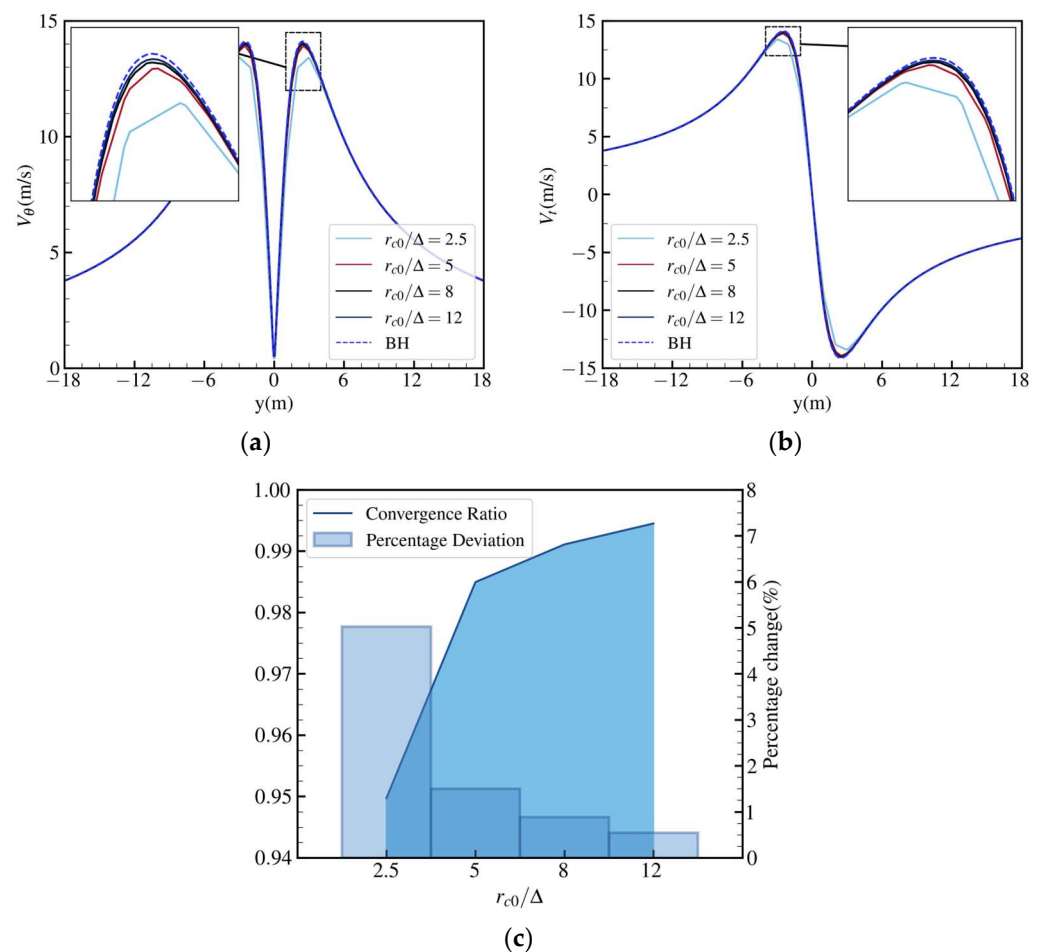 15
10
5
0
V_θ(m/s)
r_c0/Δ = 2.5
r_c0/Δ = 5
r_c0/Δ = 8
r_c0/Δ = 12
BH
−18
−12
−6
0
6
12
18
y(m)
(a)
15
10
5
0
−5
−10
−15
V_t(m/s)
r_c0/Δ = 2.5
r_c0/Δ = 5
r_c0/Δ = 8
r_c0/Δ = 12
BH
−18
−12
−6
0
6
12
18
y(m)
(b)
1.00
0.99
0.98
0.97
0.96
0.95
0.94
Convergence Ratio
Percentage Deviation
8
7
6
5
4
3
2
1
0
Percentage change(%)
2.5
5
8
12
r_c0/Δ
(c)